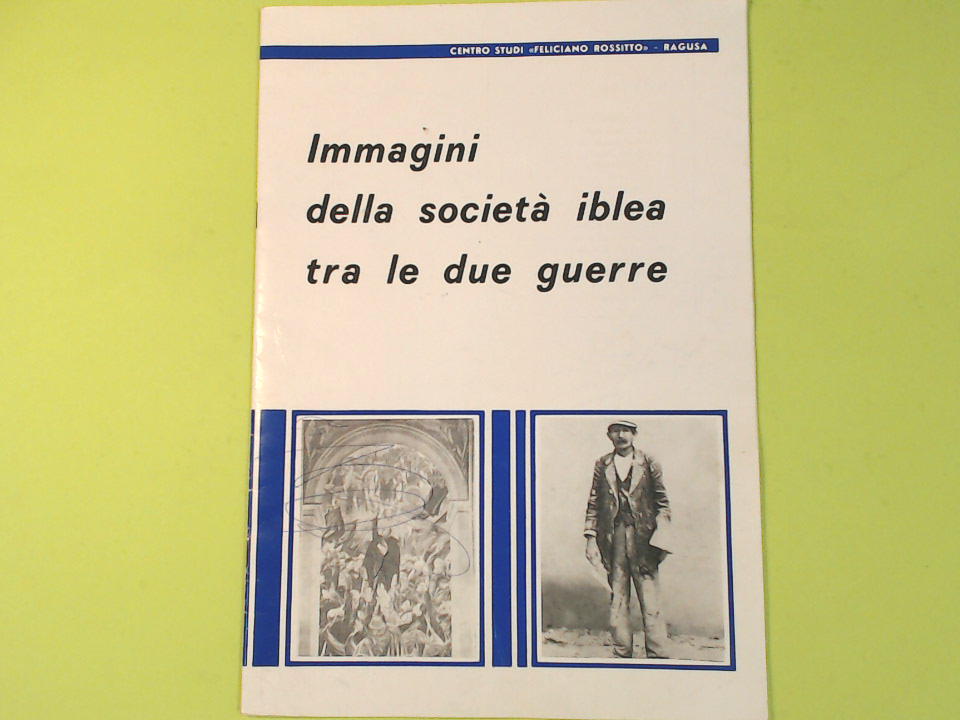 CENTRO STUDI «FELICIANO ROSSITTO» - RAGUSA
Immagini
della società iblea
tra le due guerre